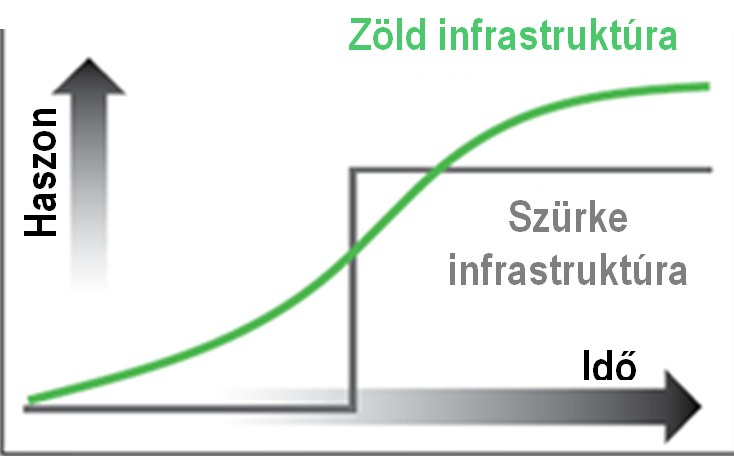 Zöld infrastruktúra
Haszon
Szürke
infrastruktúra
Idő